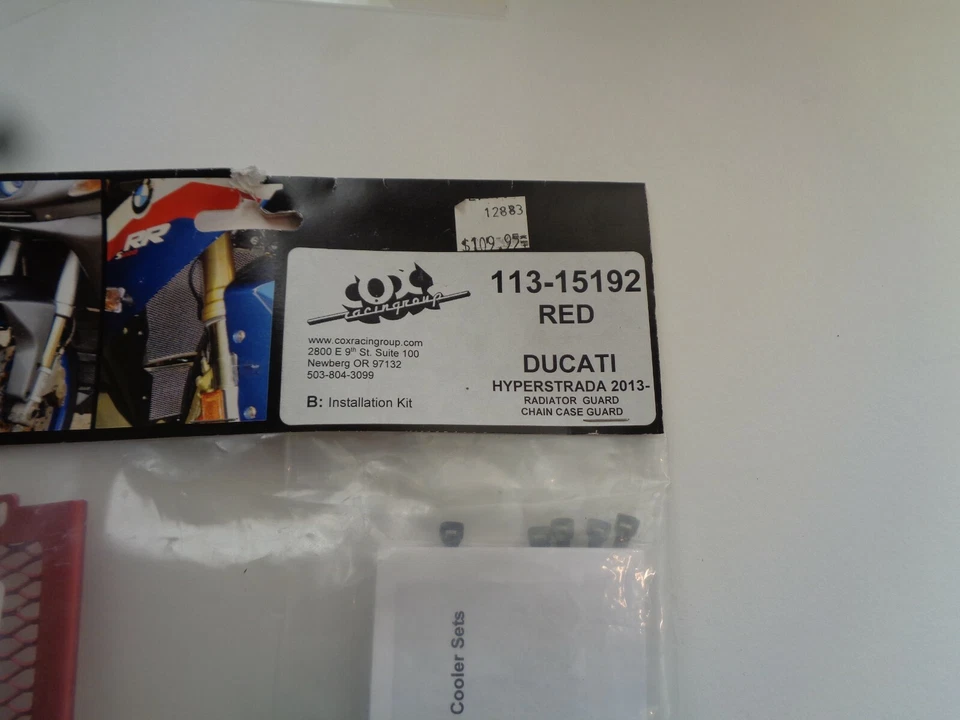 RR
12883
$109.95
COX
racingroup
113-15192
RED
www.coxracingroup.com
2800 E 9th St. Suite 100
Newberg OR 97132
503-804-3099
DUCATI
HYPERSTRADA 2013-
RADIATOR GUARD
CHAIN CASE GUARD
B: Installation Kit
Cooler Sets